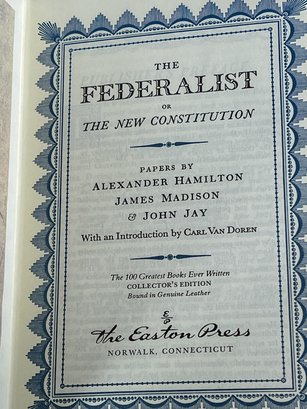 THE
FEDERALIST
OR
THE NEW CONSTITUTION
PAPERS BY
ALEXANDER HAMILTON
JAMES MADISON
& JOHN JAY
With an Introduction by CARL VAN DOREN
The 100 Greatest Books Ever Written
COLLECTOR'S EDITION
Bound in Genuine Leather
The Easton Press
NORWALK, CONNECTICUT